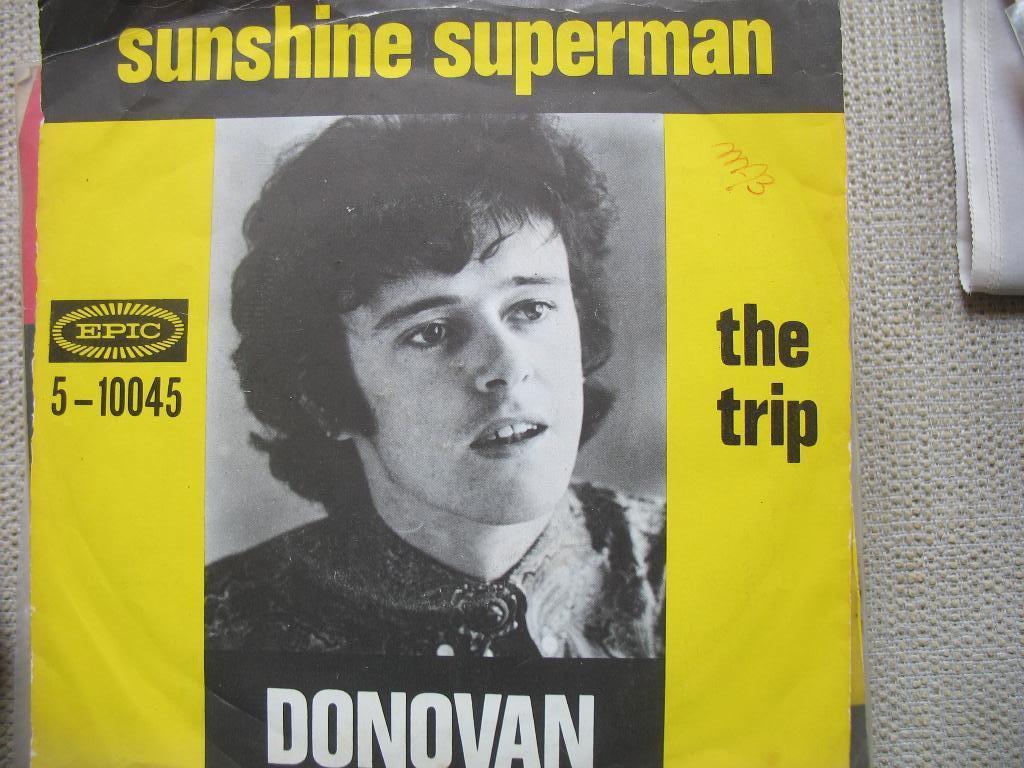 sunshine superman
EPIC
5-10045
the
trip
DONOVAN